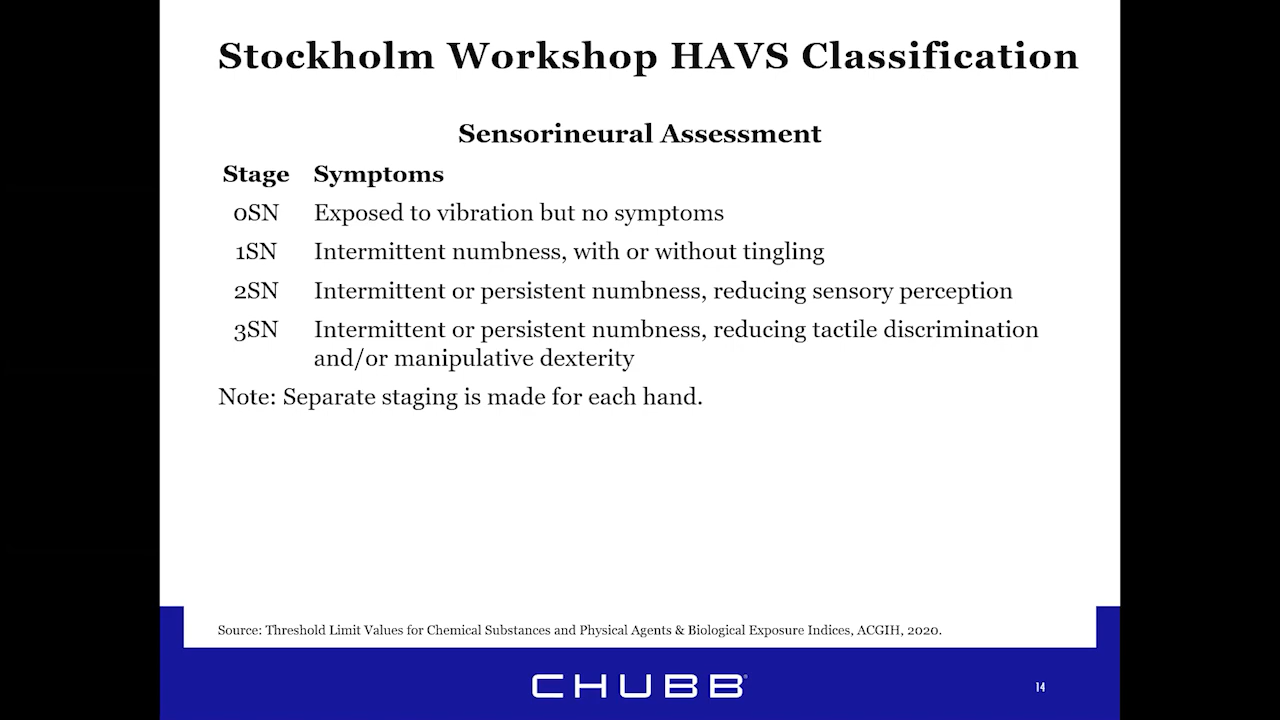 Stockholm Workshop HAVS Classification
Sensorineural Assessment
Stage Symptoms
0SN Exposed to vibration but no symptoms
1SN Intermittent numbness, with or without tingling
2SN Intermittent or persistent numbness, reducing sensory perception
3SN Intermittent or persistent numbness, reducing tactile discrimination
and/or manipulative dexterity
Note: Separate staging is made for each hand.
Source: Threshold Limit Values for Chemical Substances and Physical Agents & Biological Exposure Indices, ACGIH, 2020.
CHUBB®
14